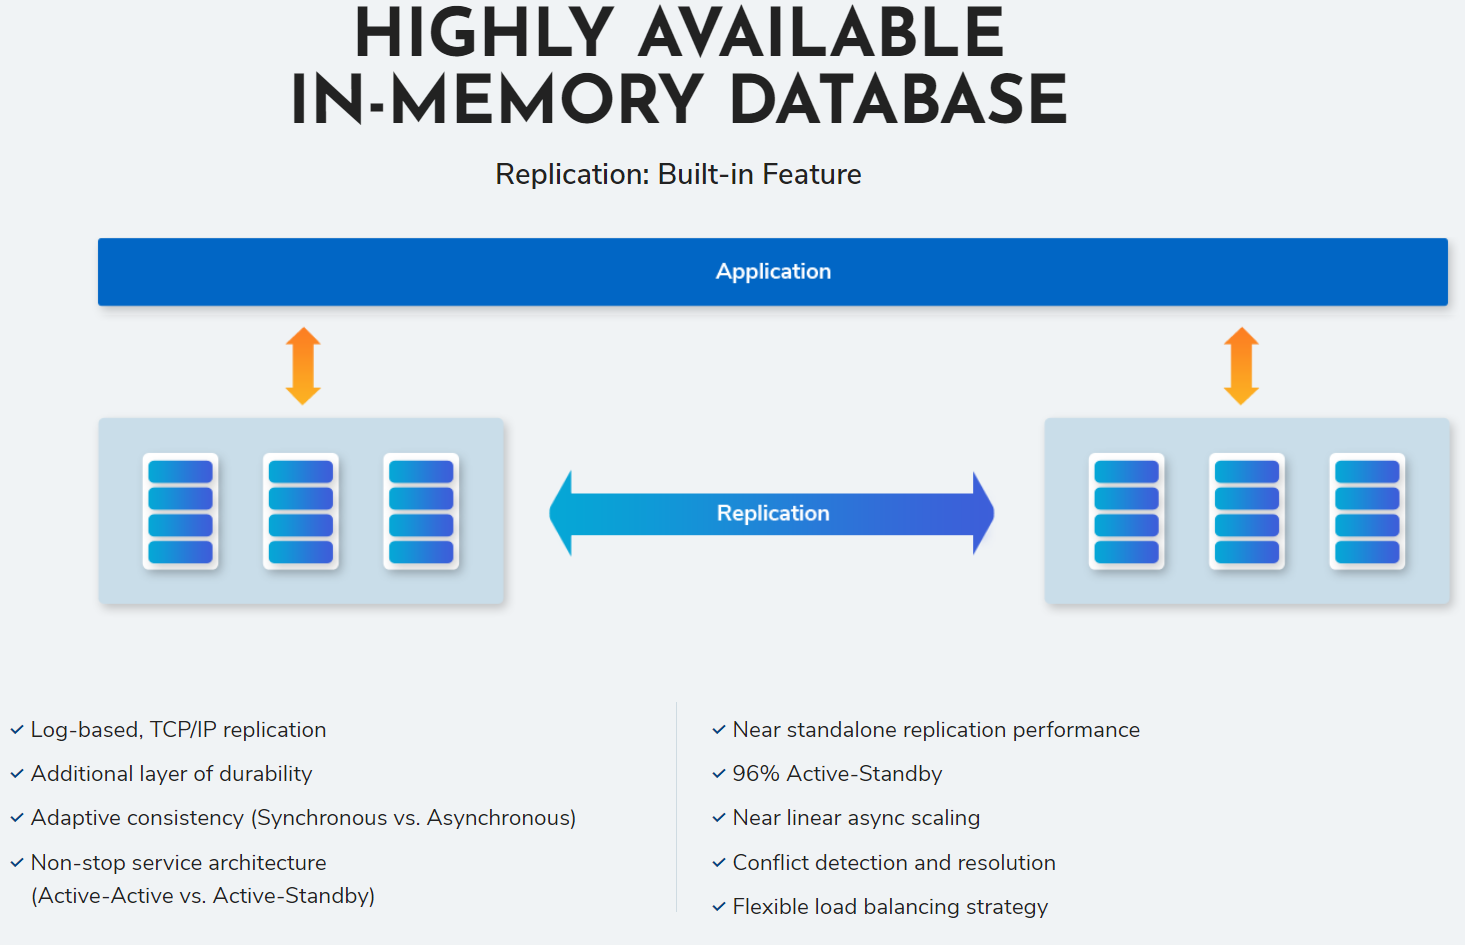 HIGHLY AVAILABLE
IN-MEMORY DATABASE
Replication: Built-in Feature
Application
Replication
Log-based, TCP/IP replication
Additional layer of durability
Adaptive consistency (Synchronous vs. Asynchronous)
Non-stop service architecture
(Active-Active vs. Active-Standby)
Near standalone replication performance
96% Active-Standby
Near linear async scaling
Conflict detection and resolution
Flexible load balancing strategy